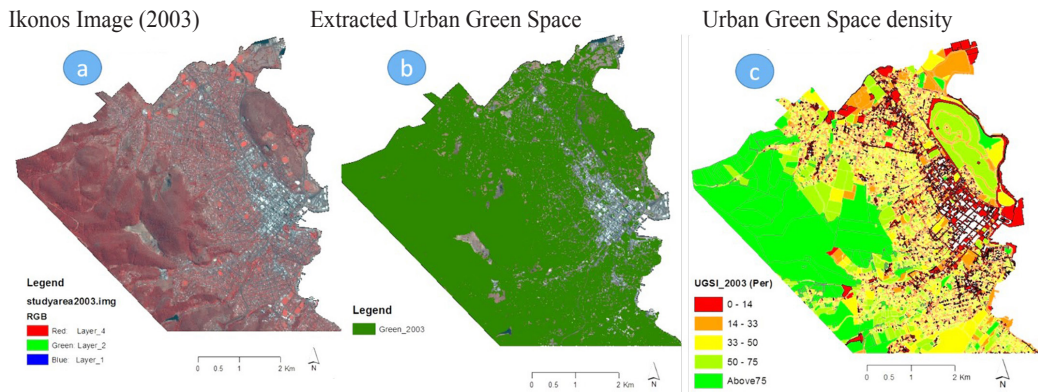 Ikonos Image (2003)
Extracted Urban Green Space
Urban Green Space density
a
Legend
studyarea2003.img
RGB
Red Layer_4
Green Layer_2
Blue: Layer_1
0 0.5 1 2 Km
N
b
Legend
Green_2003
0 0.5 1 2 Km
N
c
UGSI_2003 (Per)
0 - 14
14 - 33
33 - 50
50 - 75
Above75
0 0.5 1 2 Km
N